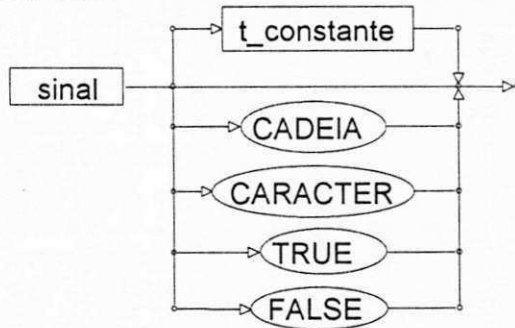 t_constante
sinal
CADEIA
CARACTER
TRUE
FALSE